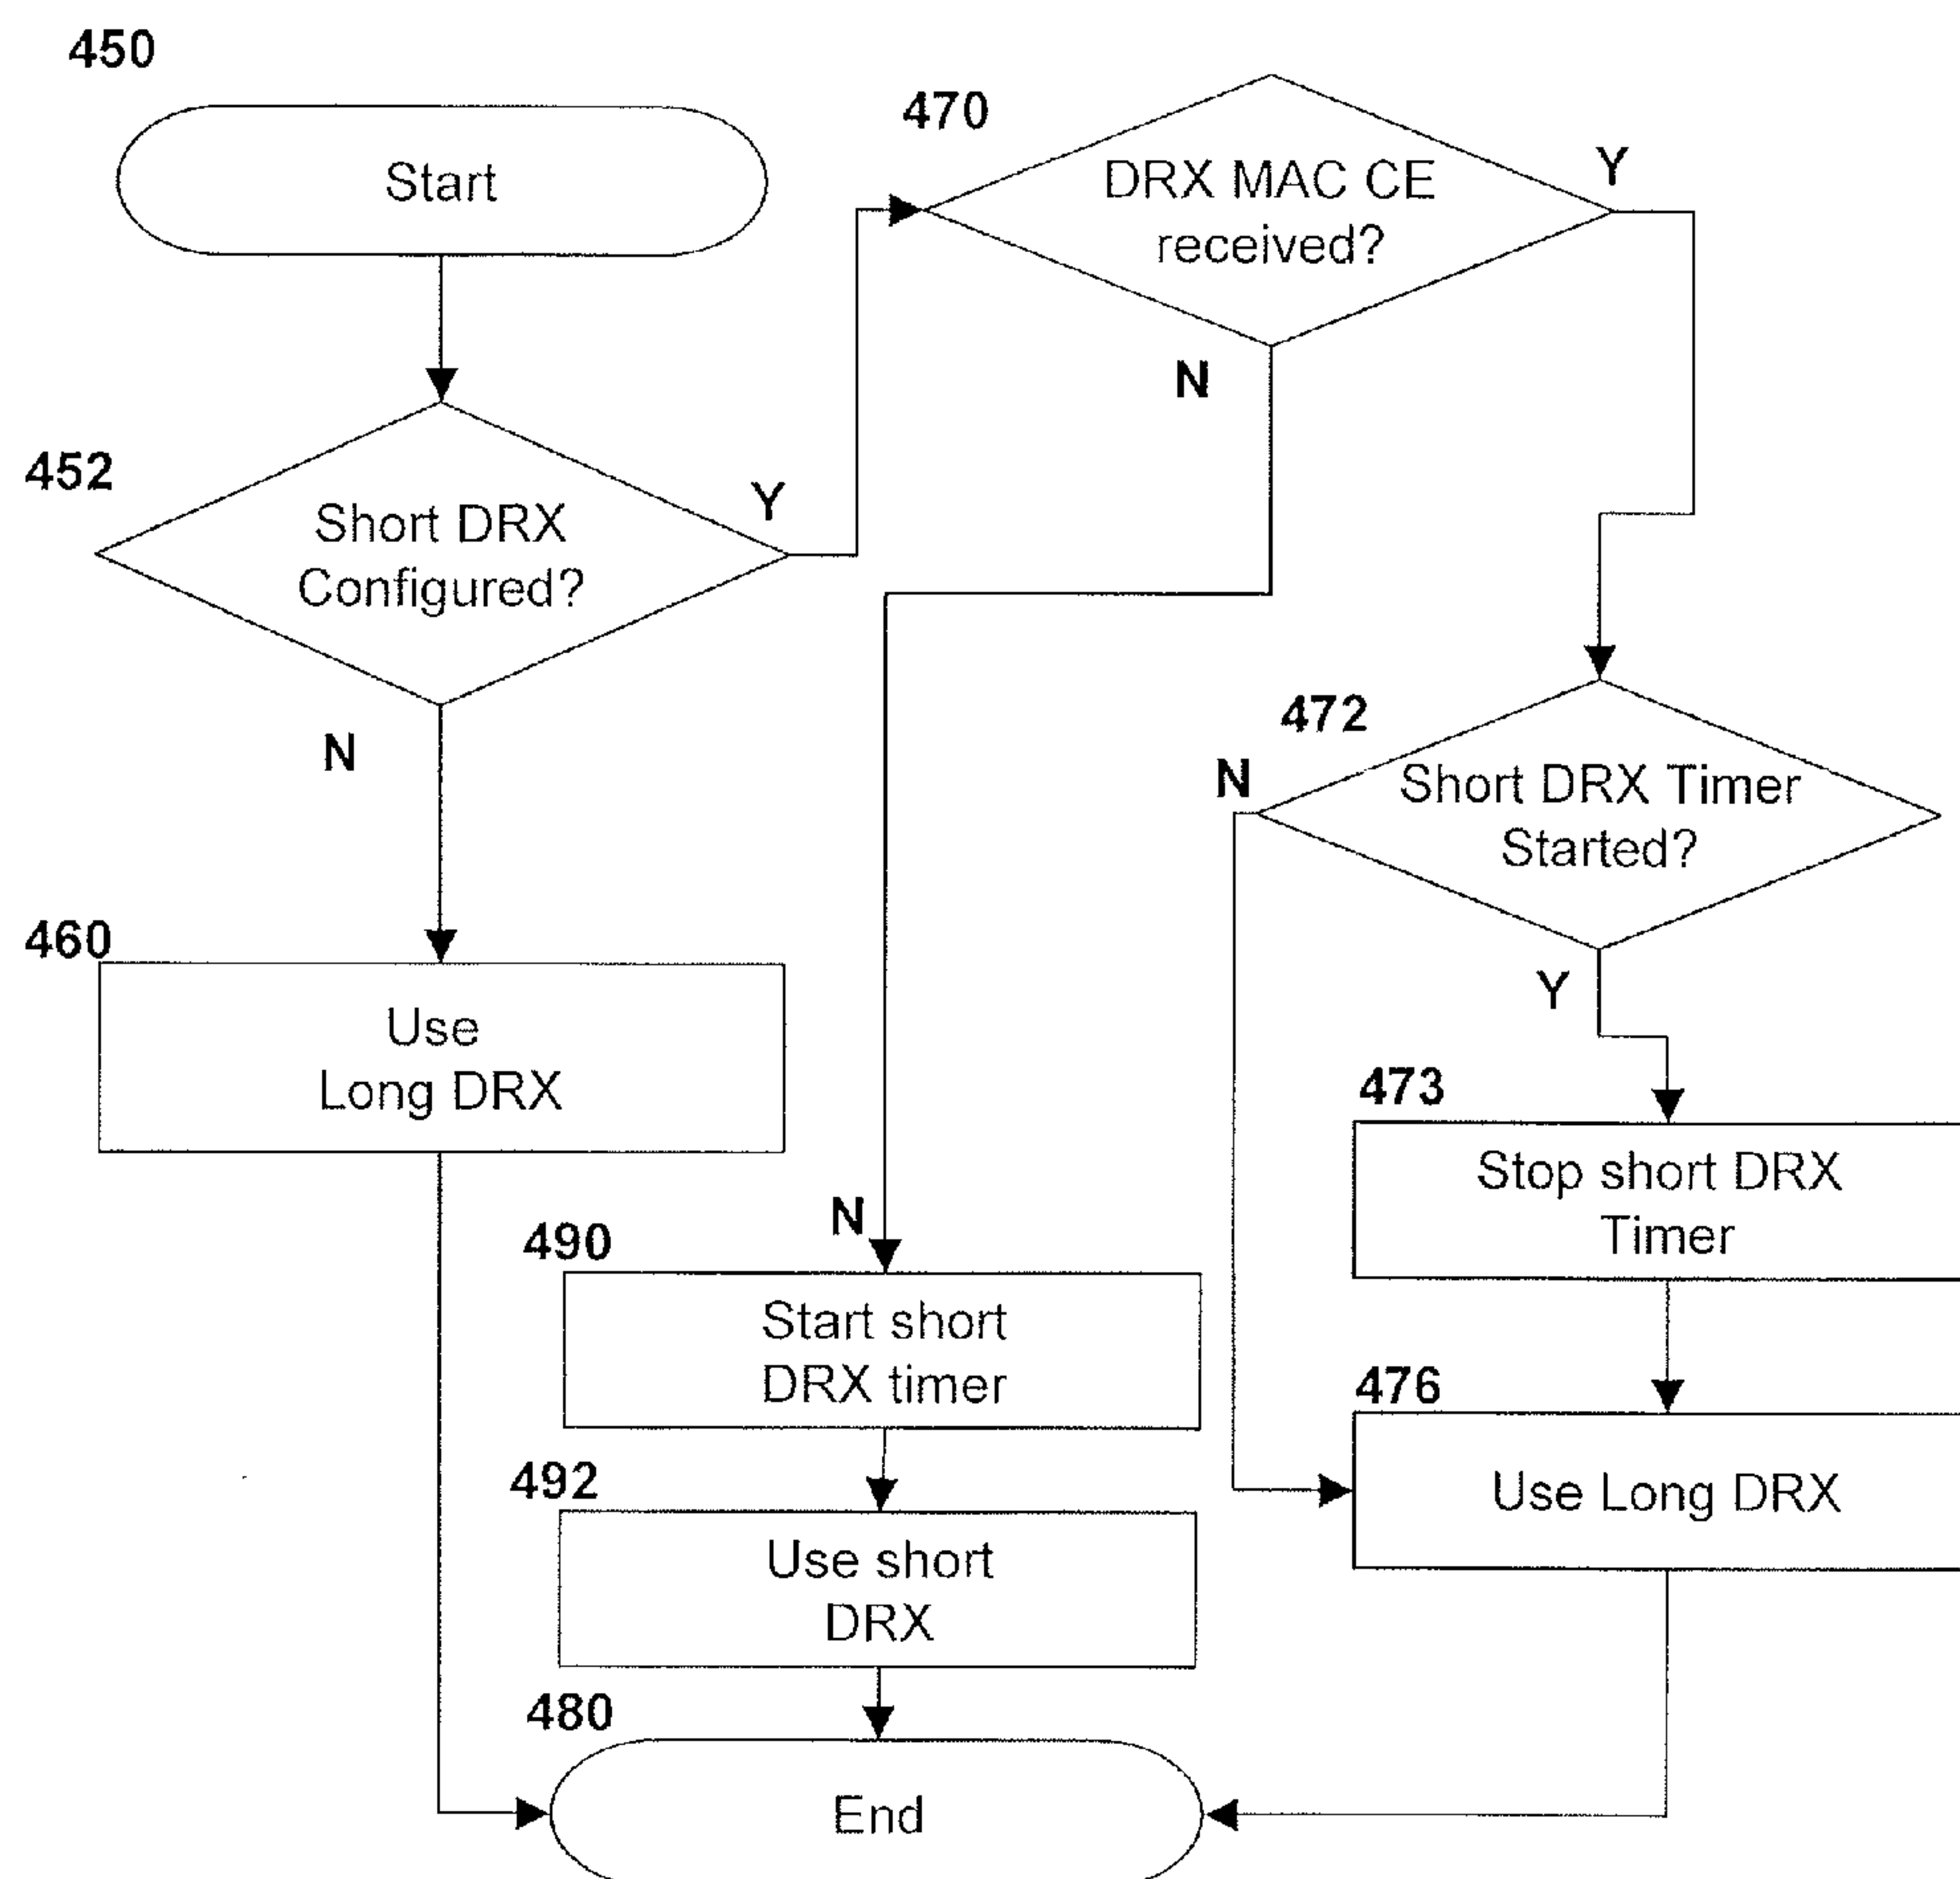 450
Start
452
Short DRX
Configured?
Y
N
460
Use
Long DRX
470
DRX MAC CE
received?
Y
N
472
Short DRX Timer
Started?
N
Y
473
Stop short DRX
Timer
476
Use Long DRX
N
490
Start short
DRX timer
492
Use short
DRX
480
End